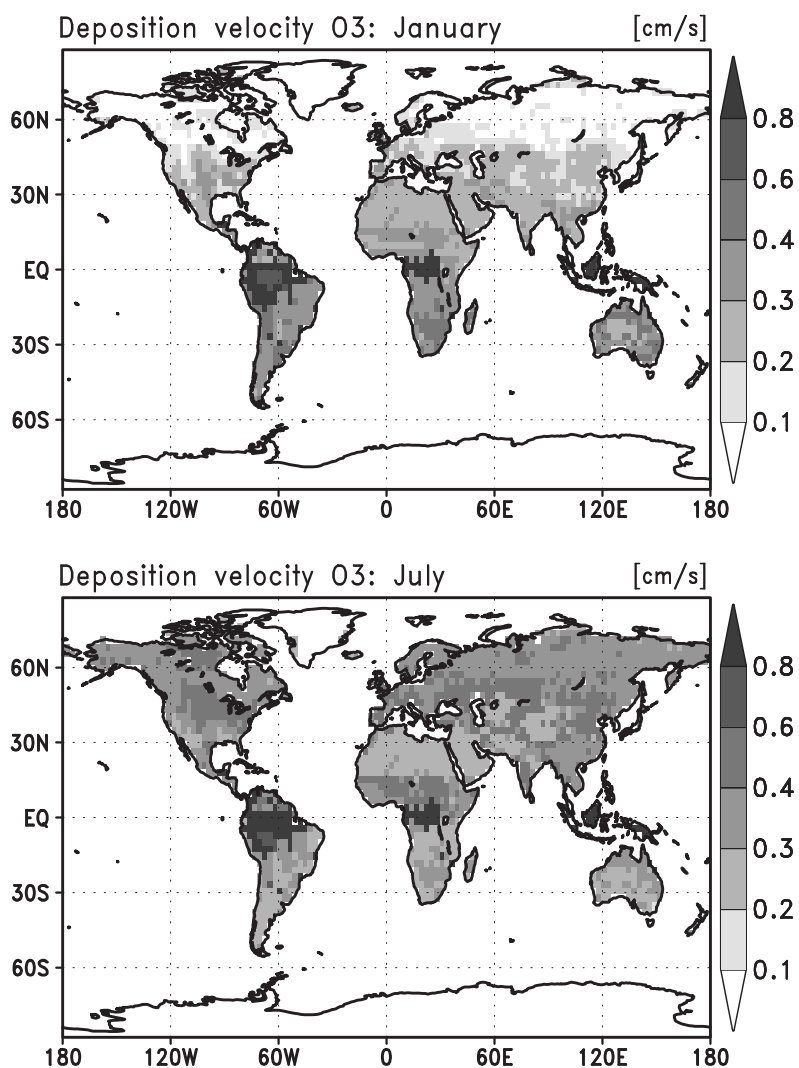 Deposition velocity O3: January [cm/s]
0.8
60N
0.6
30N
0.4
EQ
0.3
30S
0.2
60S
0.1
180 120W 60W 0 60E 120E 180
Deposition velocity O3: July [cm/s]
0.8
60N
0.6
30N
0.4
EQ
0.3
30S
0.2
60S
0.1
180 120W 60W 0 60E 120E 180